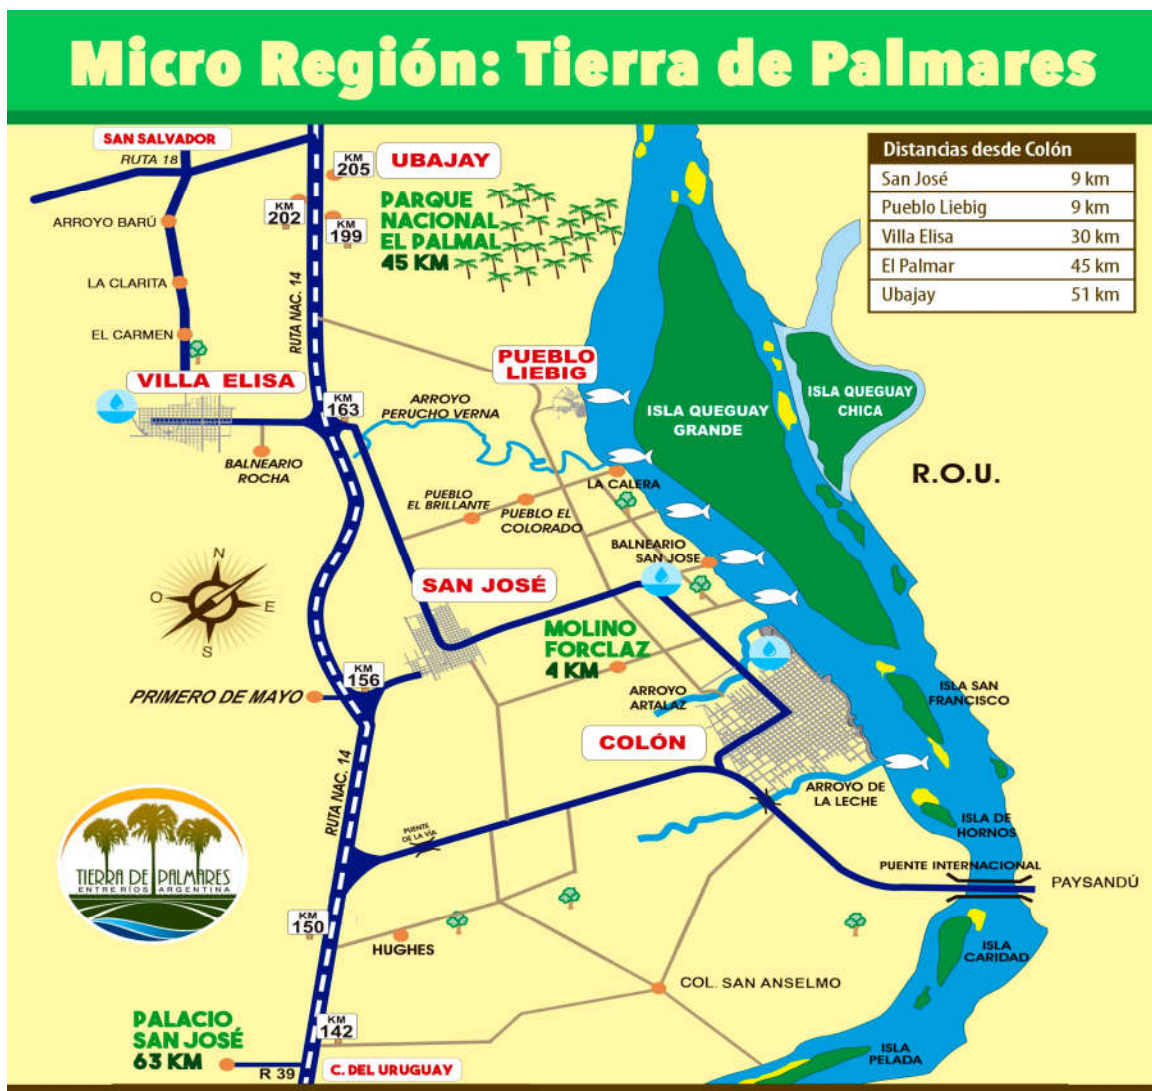 Micro Región: Tierra de Palmares
SAN SALVADOR
RUTA 18
ARROYO BARÚ
LA CLARITA
EL CARMEN
VILLA ELISA
BALNEARIO
ROCHA
KM
205
KM
202
KM
199
UBAJAY
PARQUE
NACIONAL
EL PALMAL
45 KM
RUTA NAC. 14
KM
163
ARROYO
PERUCHO VERNA
PUEBLO
LIEBIG
Distancias desde Colón
San José 9 km
Pueblo Liebig 9 km
Villa Elisa 30 km
El Palmar 45 km
Ubajay 51 km
ISLA QUEGUAY
GRANDE
ISLA QUEGUAY
CHICA
R.O.U.
LA CALERA
PUEBLO
EL BRILLANTE
PUEBLO EL
COLORADO
BALNEARIO
SAN JOSE
N
O
E
S
SAN JOSÉ
MOLINO
FORCLAZ
4 KM
KM
156
PRIMERO DE MAYO
ARROYO
ARTALAZ
ISLA SAN
FRANCISCO
COLÓN
RUTA NAC. 14
ARROYO DE
LA LECHE
ISLA DE
HORNOS
PUENTE
DE LA VÍA
PUENTE INTERNACIONAL
PAYSANDÚ
TIERRA DE PALMARES
ENTRE RÍOS ARGENTINA
KM
150
HUGHES
ISLA
CARIDAD
COL. SAN ANSELMO
PALACIO
SAN JOSÉ
63 KM
KM
142
ISLA
PELADA
R 39
C. DEL URUGUAY